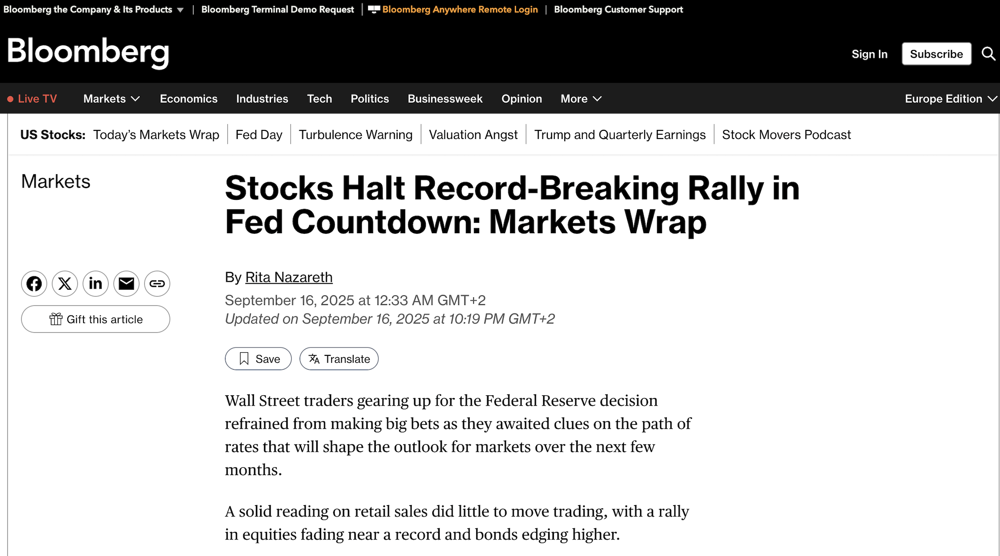 Bloomberg the Company & Its Products
Bloomberg Terminal Demo Request
Bloomberg Anywhere Remote Login
Bloomberg Customer Support
Bloomberg
Sign In
Subscribe
Live TV
Markets
Economics
Industries
Tech
Politics
Businessweek
Opinion
More
Europe Edition
US Stocks: Today’s Markets Wrap
Fed Day
Turbulence Warning
Valuation Angst
Trump and Quarterly Earnings
Stock Movers Podcast
Markets
Stocks Halt Record-Breaking Rally in
Fed Countdown: Markets Wrap
By Rita Nazareth
September 16, 2025 at 12:33 AM GMT+2
Updated on September 16, 2025 at 10:19 PM GMT+2
Gift this article
Save
Translate
Wall Street traders gearing up for the Federal Reserve decision
refrained from making big bets as they awaited clues on the path of
rates that will shape the outlook for markets over the next few
months.
A solid reading on retail sales did little to move trading, with a rally
in equities fading near a record and bonds edging higher.